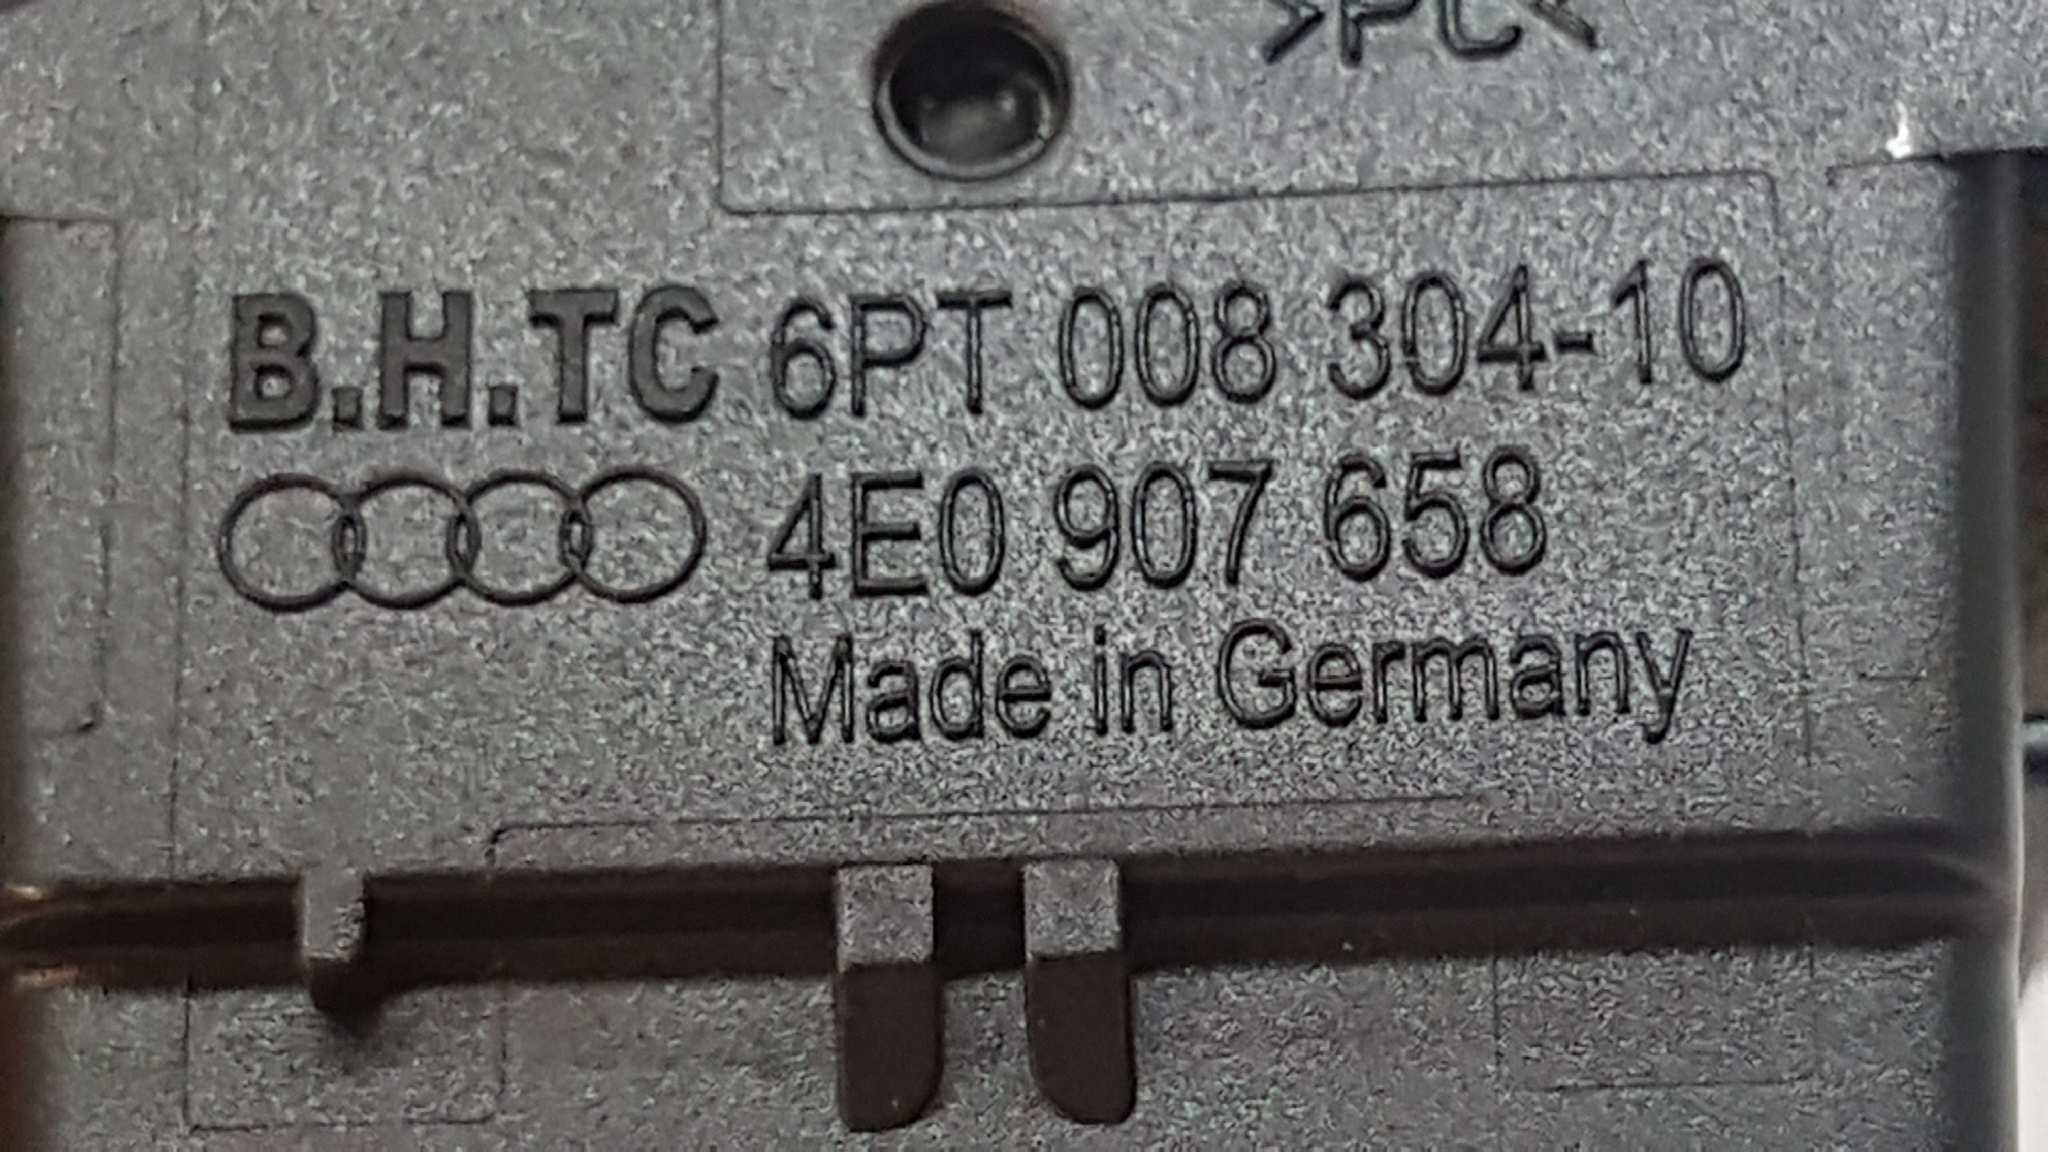 >PC<
B.H.TC 6PT 008 304-10
4E0 907 658
Made in Germany